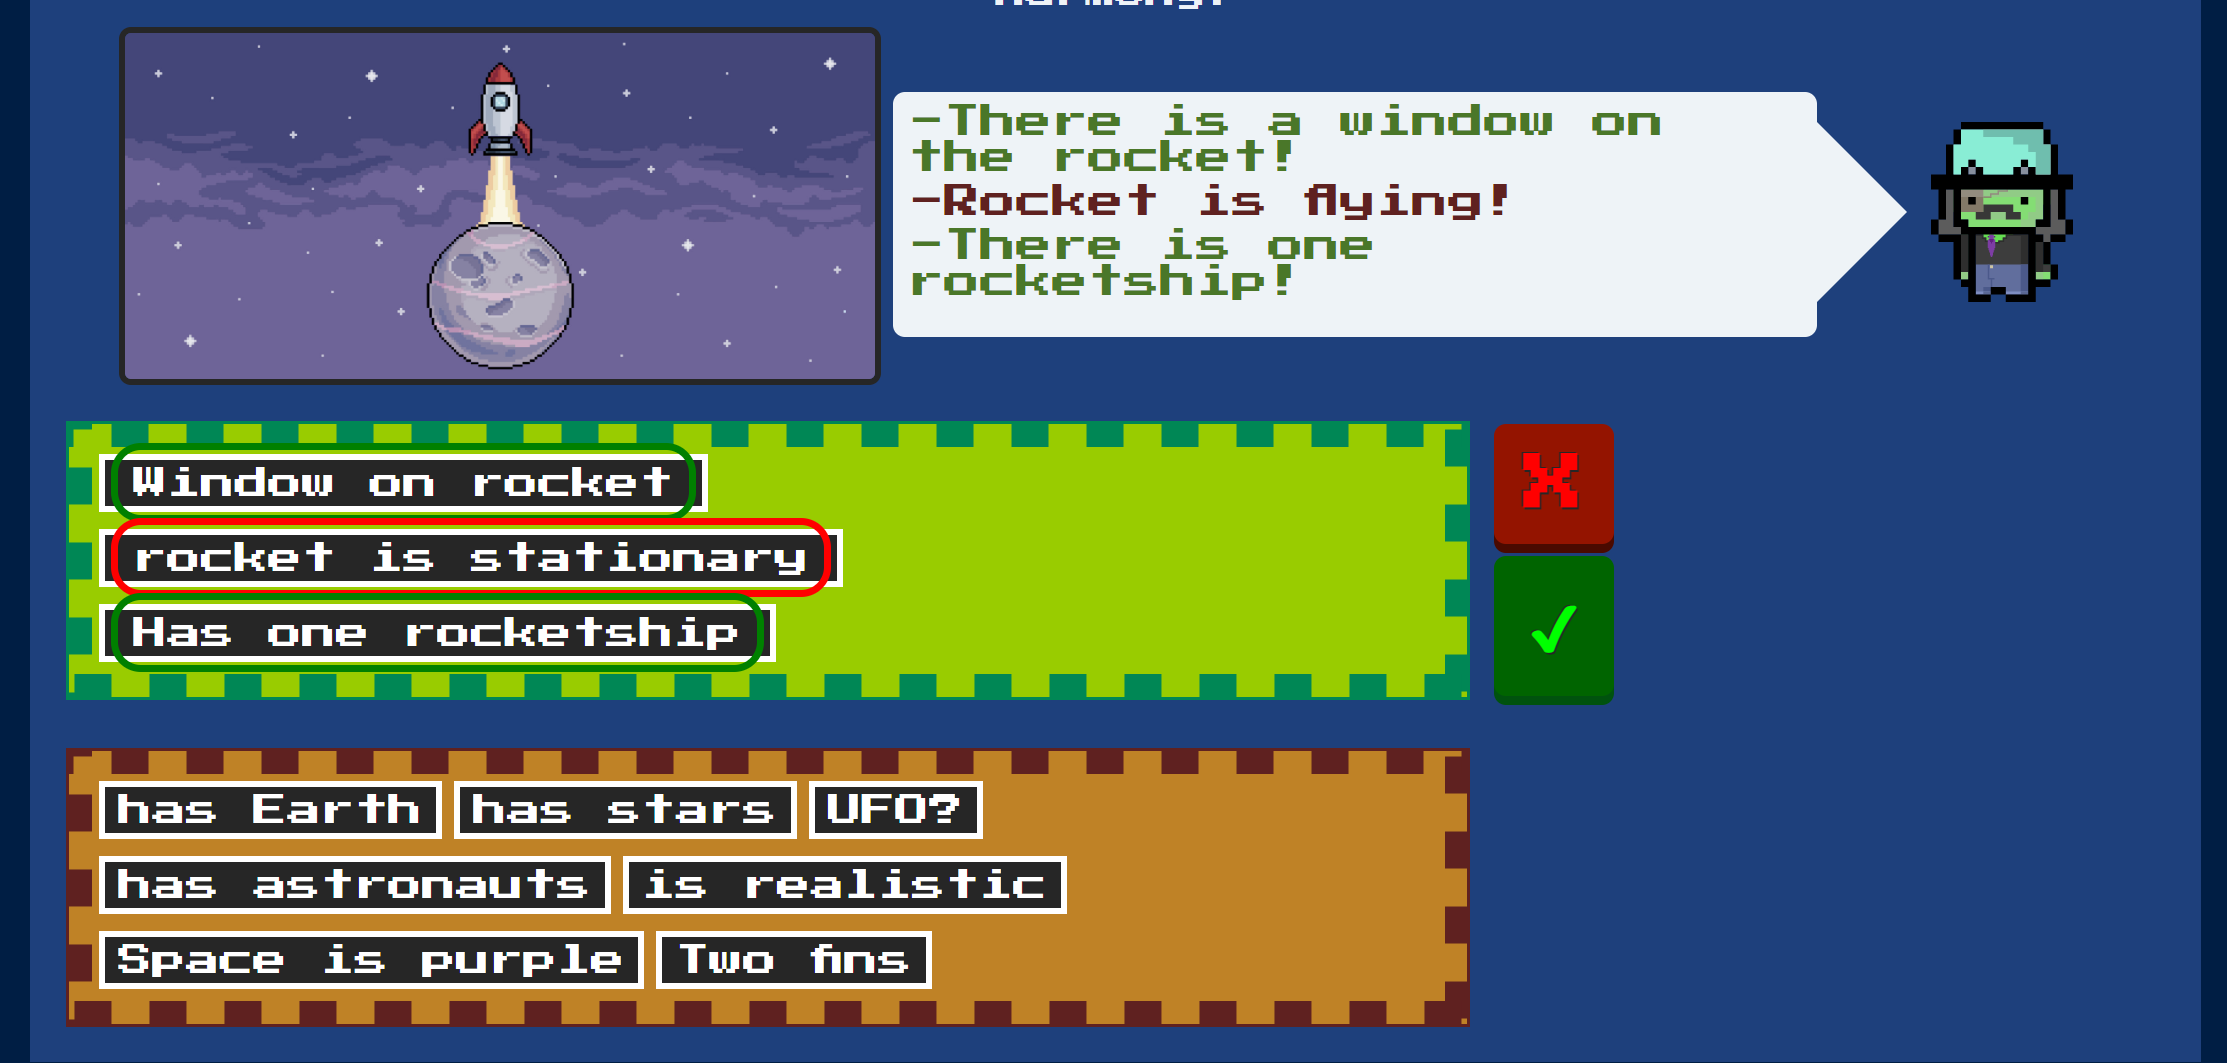 harmony!
-There is a window on
the rocket!
-Rocket is flying!
-There is one
rocketship!
Window on rocket
rocket is stationary
Has one rocketship
has Earth has stars UFO?
has astronauts is realistic
Space is purple Two fins